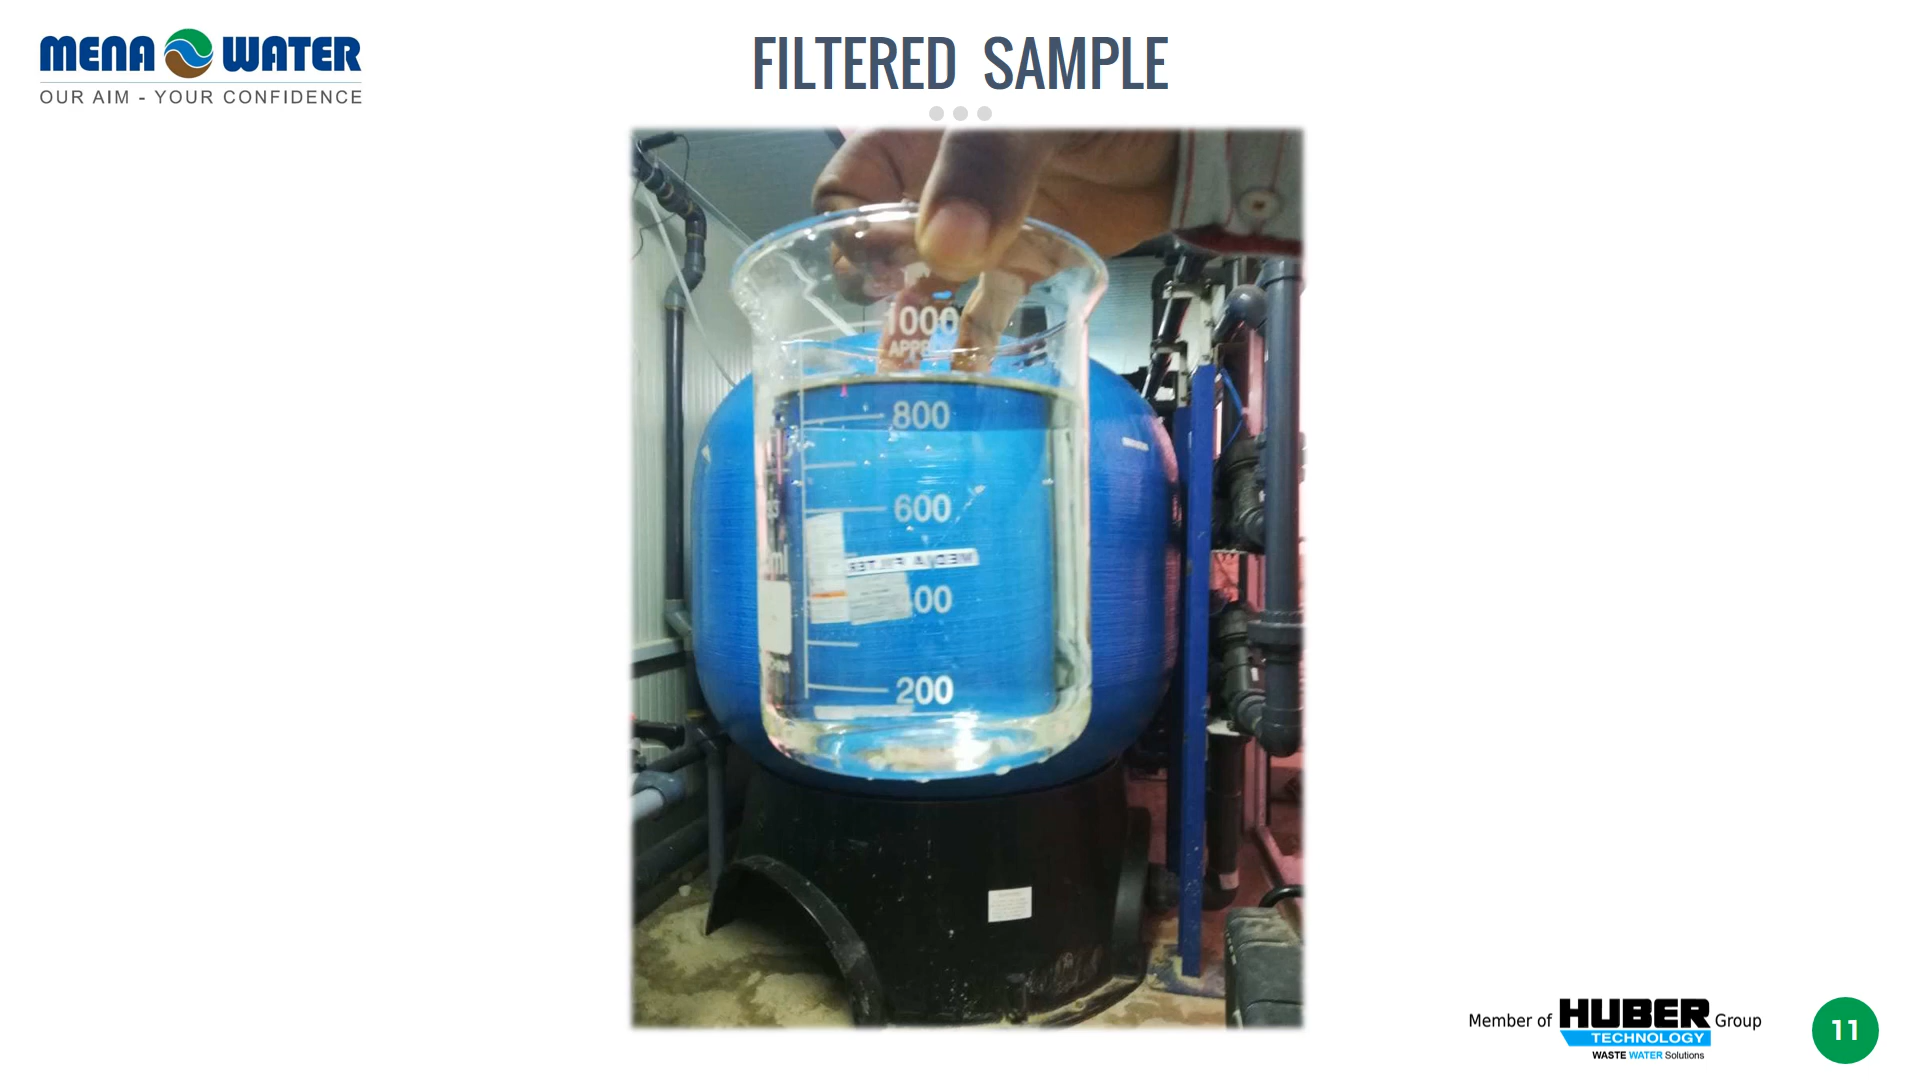 MENA WATER
OUR AIM - YOUR CONFIDENCE
FILTERED SAMPLE
1000
800
600
MEDIA FILTER
00
200
Member of HUBER Group
TECHNOLOGY
WASTE WATER Solutions
11